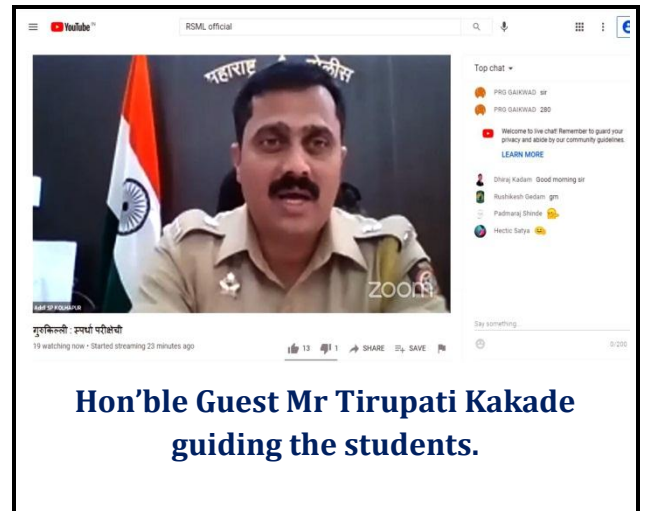 YouTube IN
RSML official
महाराष्ट्र पोलीस
zoom
Addl SP KOLHAPUR
गुरुकिल्ली : स्पर्धा परीक्षेची
19 watching now • Started streaming 23 minutes ago
13 1 SHARE SAVE
Top chat
PRG GAIKWAD sir
PRG GAIKWAD 280
Welcome to live chat! Remember to guard your
privacy and abide by our community guidelines.
LEARN MORE
Dhiraj Kadam Good morning sir
Rushikesh Gedam gm
Padmaraj Shinde
Hectic Satya
Say something...
0/200
Hon'ble Guest Mr Tirupati Kakade
guiding the students.